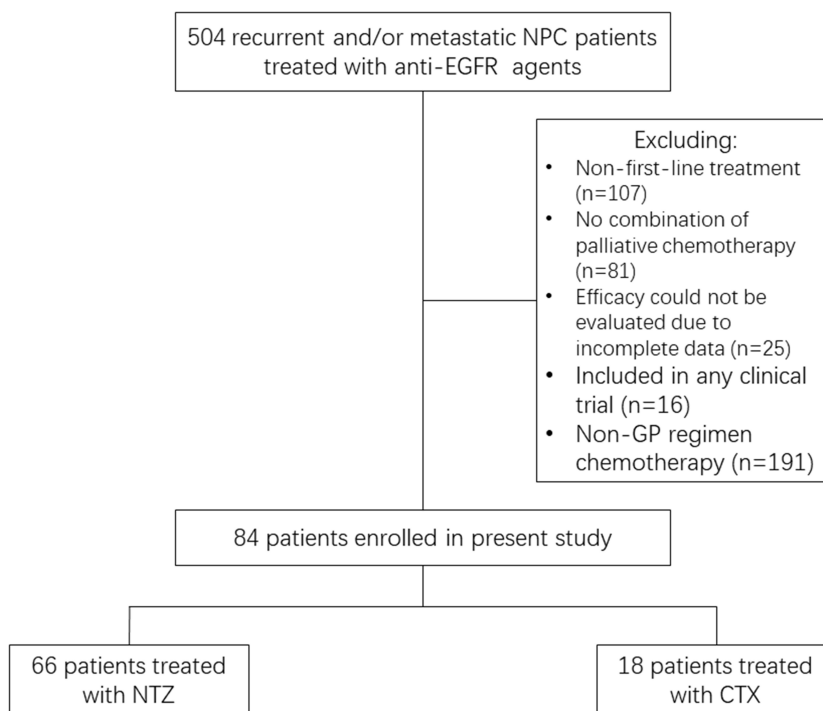 504 recurrent and/or metastatic NPC patients
treated with anti-EGFR agents
Excluding:
• Non-first-line treatment
(n=107)
• No combination of
palliative chemotherapy
(n=81)
• Efficacy could not be
evaluated due to
incomplete data (n=25)
• Included in any clinical
trial (n=16)
• Non-GP regimen
chemotherapy (n=191)
84 patients enrolled in present study
66 patients treated
with NTZ
18 patients treated
with CTX